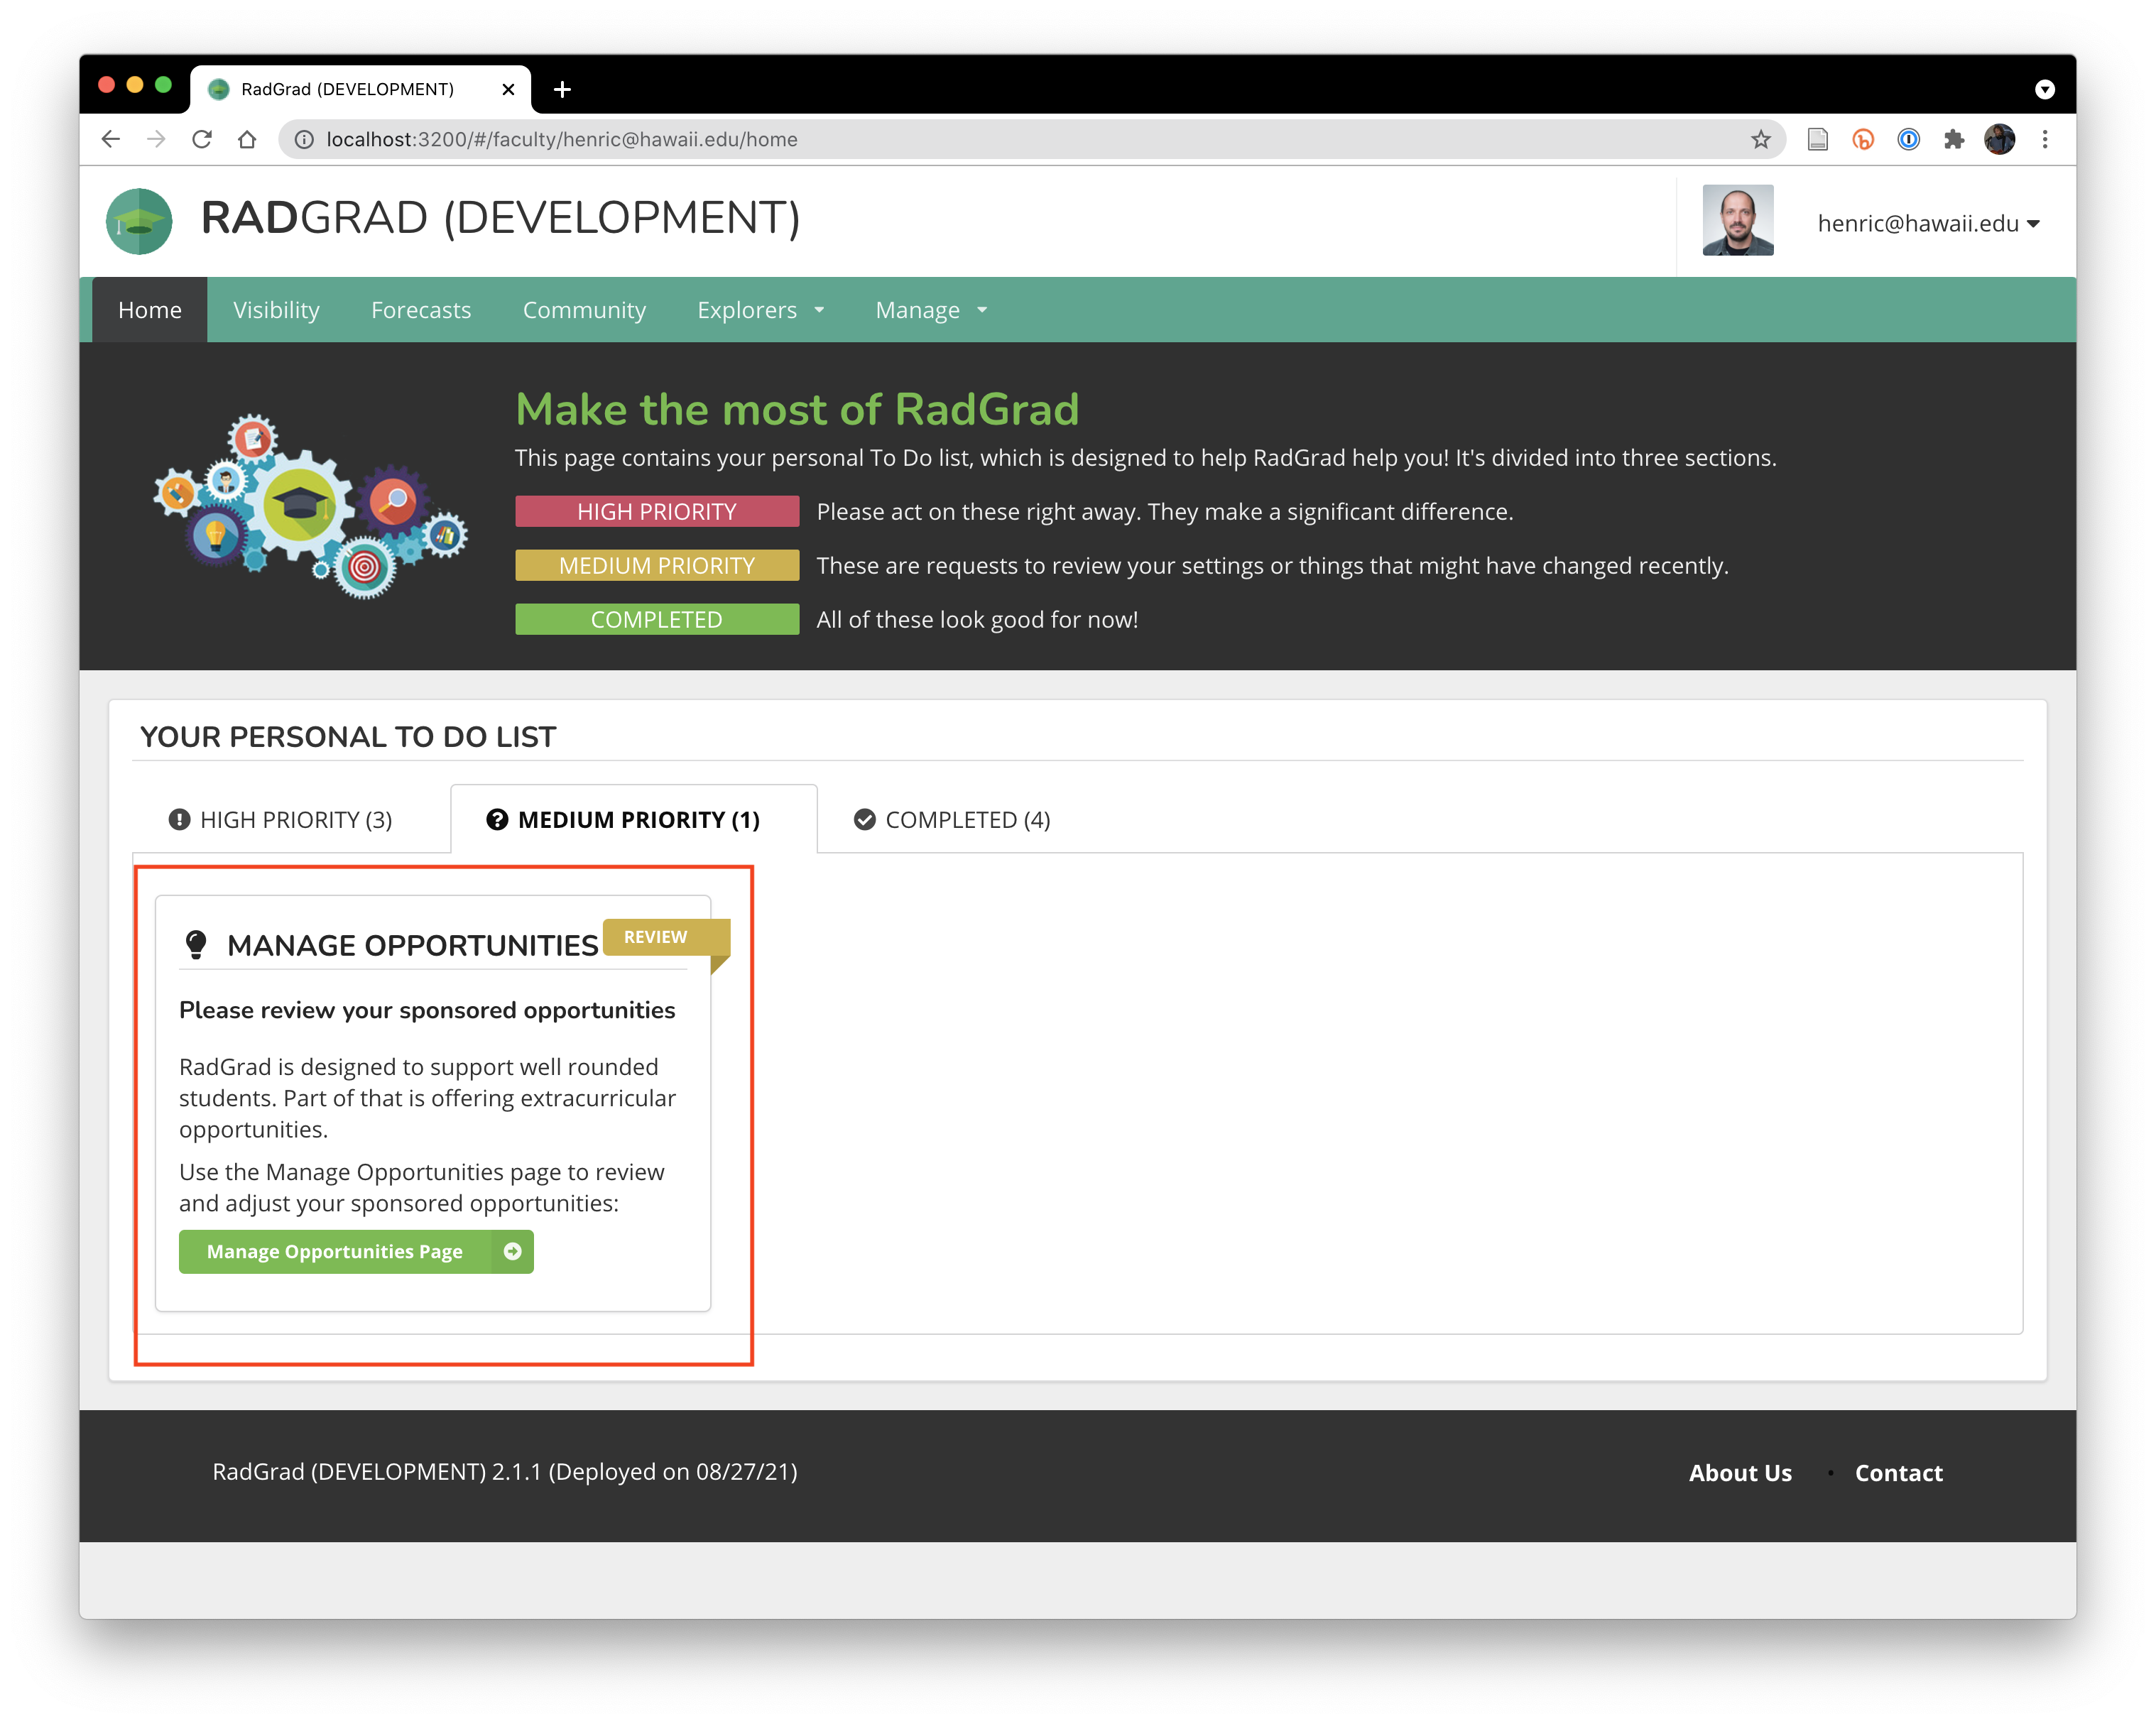 RadGrad (DEVELOPMENT)
localhost:3200/#/faculty/henric@hawaii.edu/home
RADGRAD (DEVELOPMENT)
henric@hawaii.edu
Home Visibility Forecasts Community Explorers Manage
Make the most of RadGrad
This page contains your personal To Do list, which is designed to help RadGrad help you! It's divided into three sections.
HIGH PRIORITY Please act on these right away. They make a significant difference.
MEDIUM PRIORITY These are requests to review your settings or things that might have changed recently.
COMPLETED All of these look good for now!
YOUR PERSONAL TO DO LIST
HIGH PRIORITY (3) MEDIUM PRIORITY (1) COMPLETED (4)
MANAGE OPPORTUNITIES REVIEW
Please review your sponsored opportunities
RadGrad is designed to support well rounded
students. Part of that is offering extracurricular
opportunities.
Use the Manage Opportunities page to review
and adjust your sponsored opportunities:
Manage Opportunities Page
RadGrad (DEVELOPMENT) 2.1.1 (Deployed on 08/27/21)
About Us • Contact